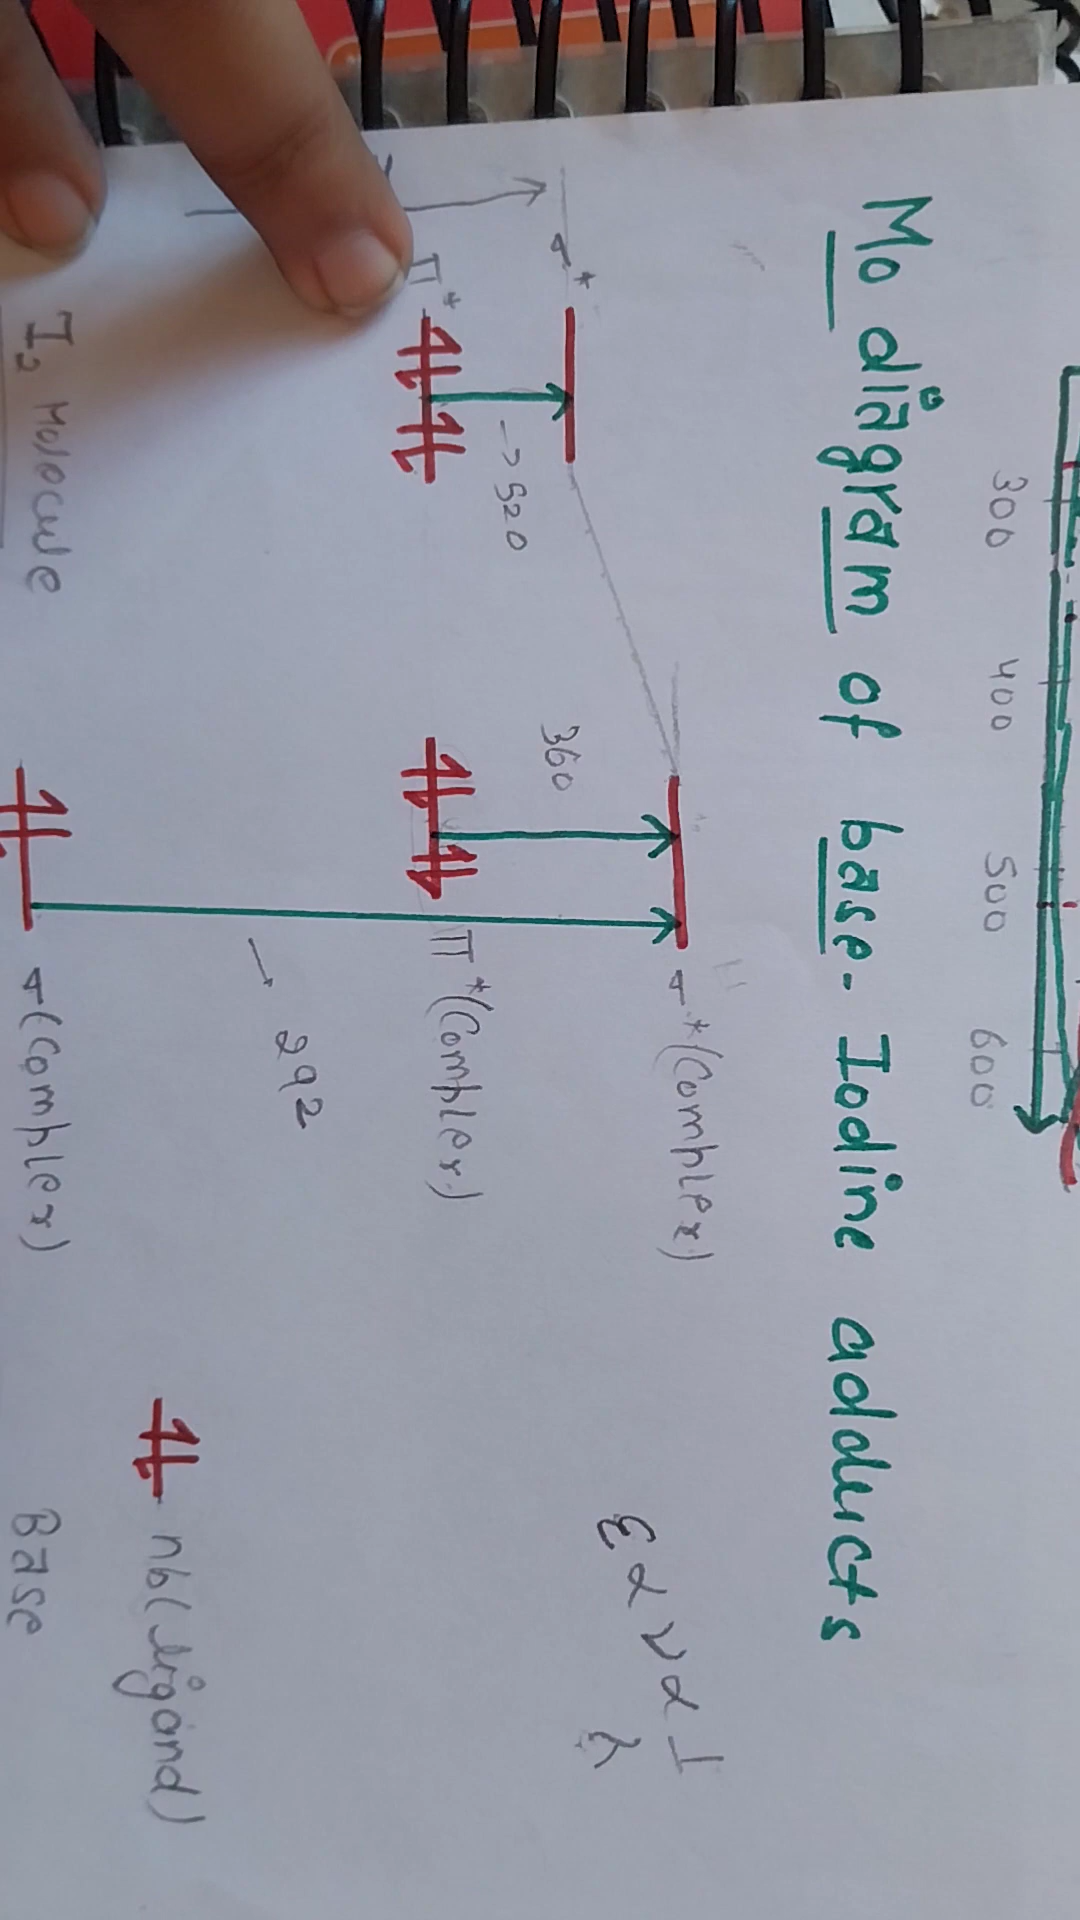 300 400 500 600
Mo diagram of base-Iodine adducts
σ*
σ*(Complex)
E α ν α 1
λ
→ 520
360
π*
π*(Complex)
→ 292
nb(ligand)
I₂ Molecule
σ(Complex)
Base